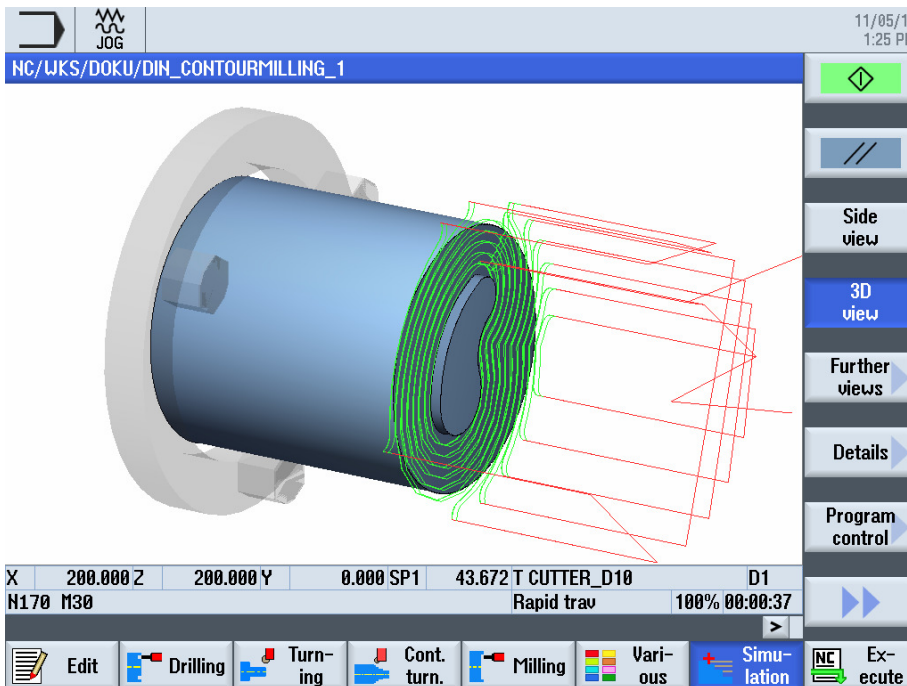 JOG
11/05/1
1:25 P
NC/WKS/DOKU/DIN_CONTOURMILLING_1
Side
view
3D
view
Further
views
Details
Program
control
X 200.000 Z 200.000 Y 0.000 SP1 43.672 T CUTTER_D10 D1
N170 M30 Rapid trav 100% 00:00:37
>
Edit
Drilling
Turn-
ing
Cont.
turn.
Milling
Vari-
ous
Simu-
lation
NC
Ex-
ecute